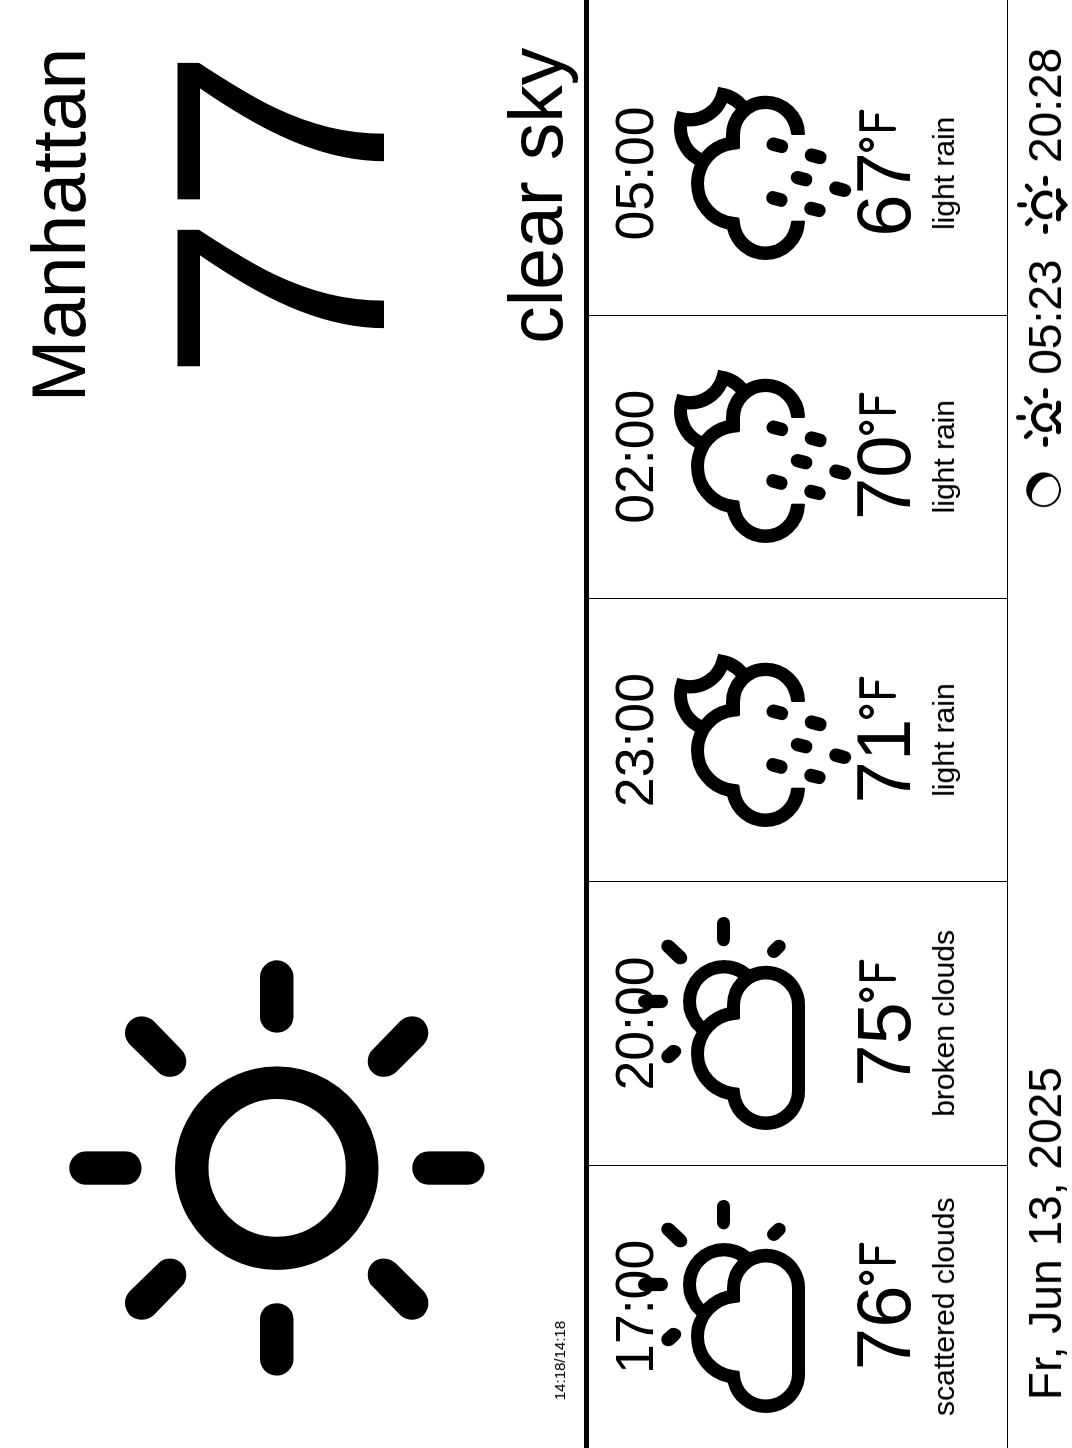 Manhattan
77
clear sky
14:18/14:18
17:00
76°F
scattered clouds
20:00
75°F
broken clouds
23:00
71°F
light rain
02:00
70°F
light rain
05:00
67°F
light rain
Fr, Jun 13, 2025
05:23
20:28